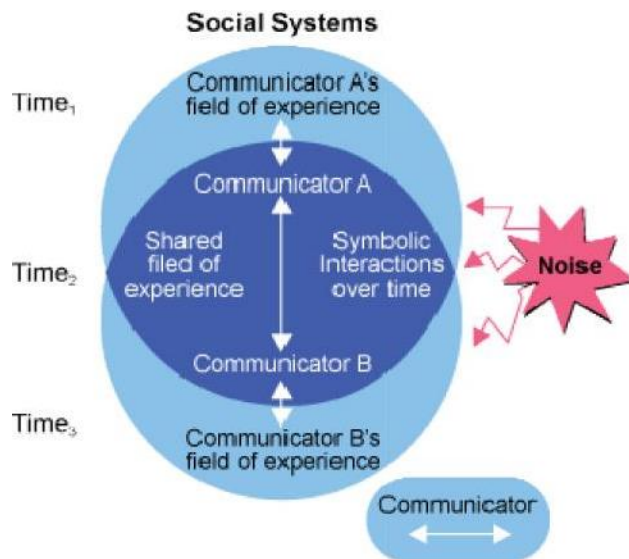 Social Systems
Time₁
Communicator A's
field of experience
Communicator A
Time₂
Shared
filed of
experience
Symbolic
Interactions
over time
Noise
Communicator B
Time₃
Communicator B's
field of experience
Communicator